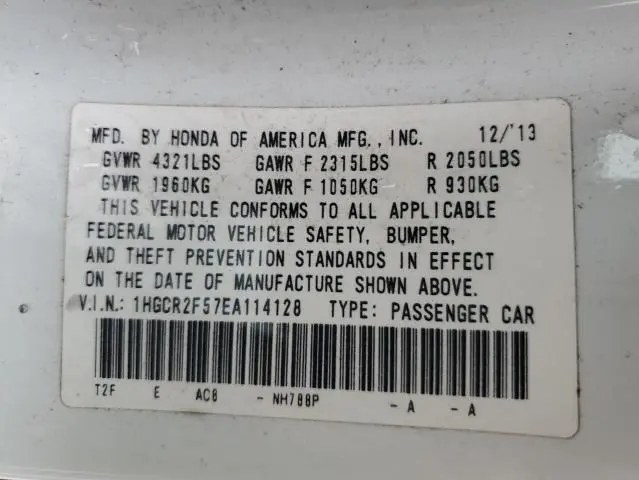 MFD. BY HONDA OF AMERICA MFG., INC. 12/'13
GVWR 4321LBS GAWR F 2315LBS R 2050LBS
GVWR 1960KG GAWR F 1050KG R 930KG
THIS VEHICLE CONFORMS TO ALL APPLICABLE
FEDERAL MOTOR VEHICLE SAFETY, BUMPER,
AND THEFT PREVENTION STANDARDS IN EFFECT
ON THE DATE OF MANUFACTURE SHOWN ABOVE.
V.I.N.: 1HGCR2F57EA114128 TYPE: PASSENGER CAR
T2F E AC8 - NH788P - A - A